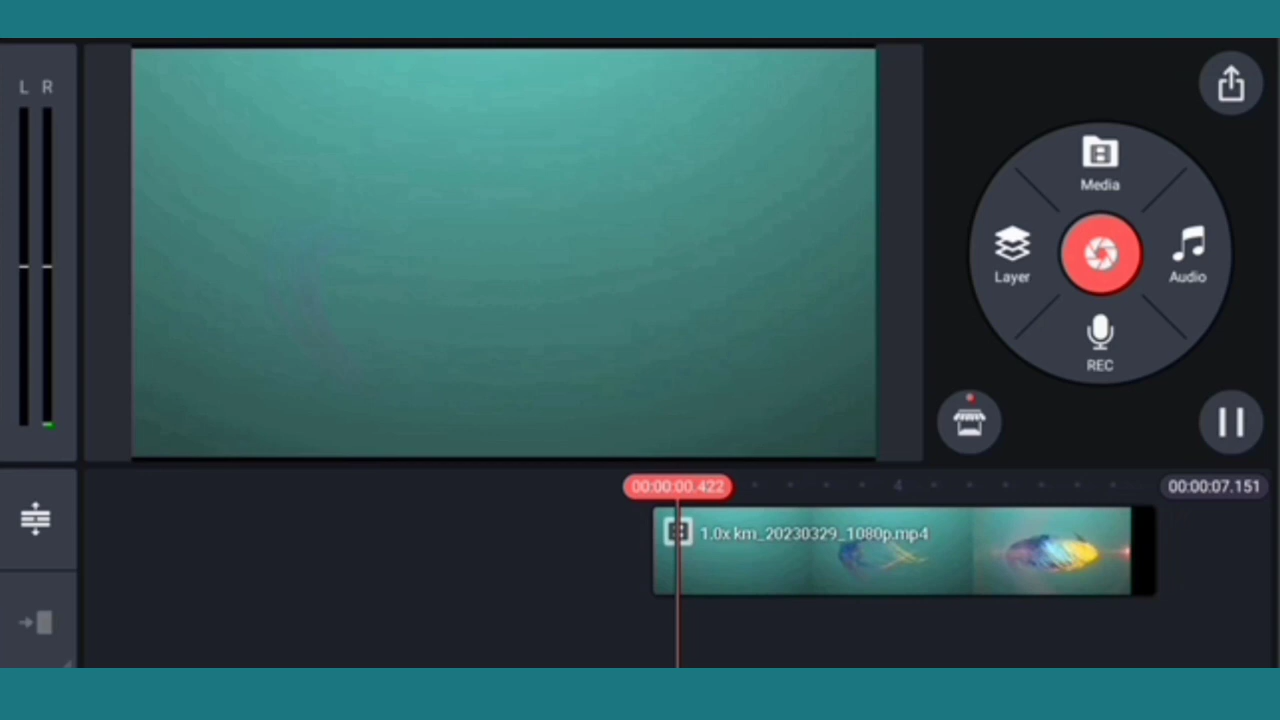 L R
Media
Layer
Audio
REC
00:00:00.422
4
00:00:07.151
1.0x km_20230329_1080p.mp4